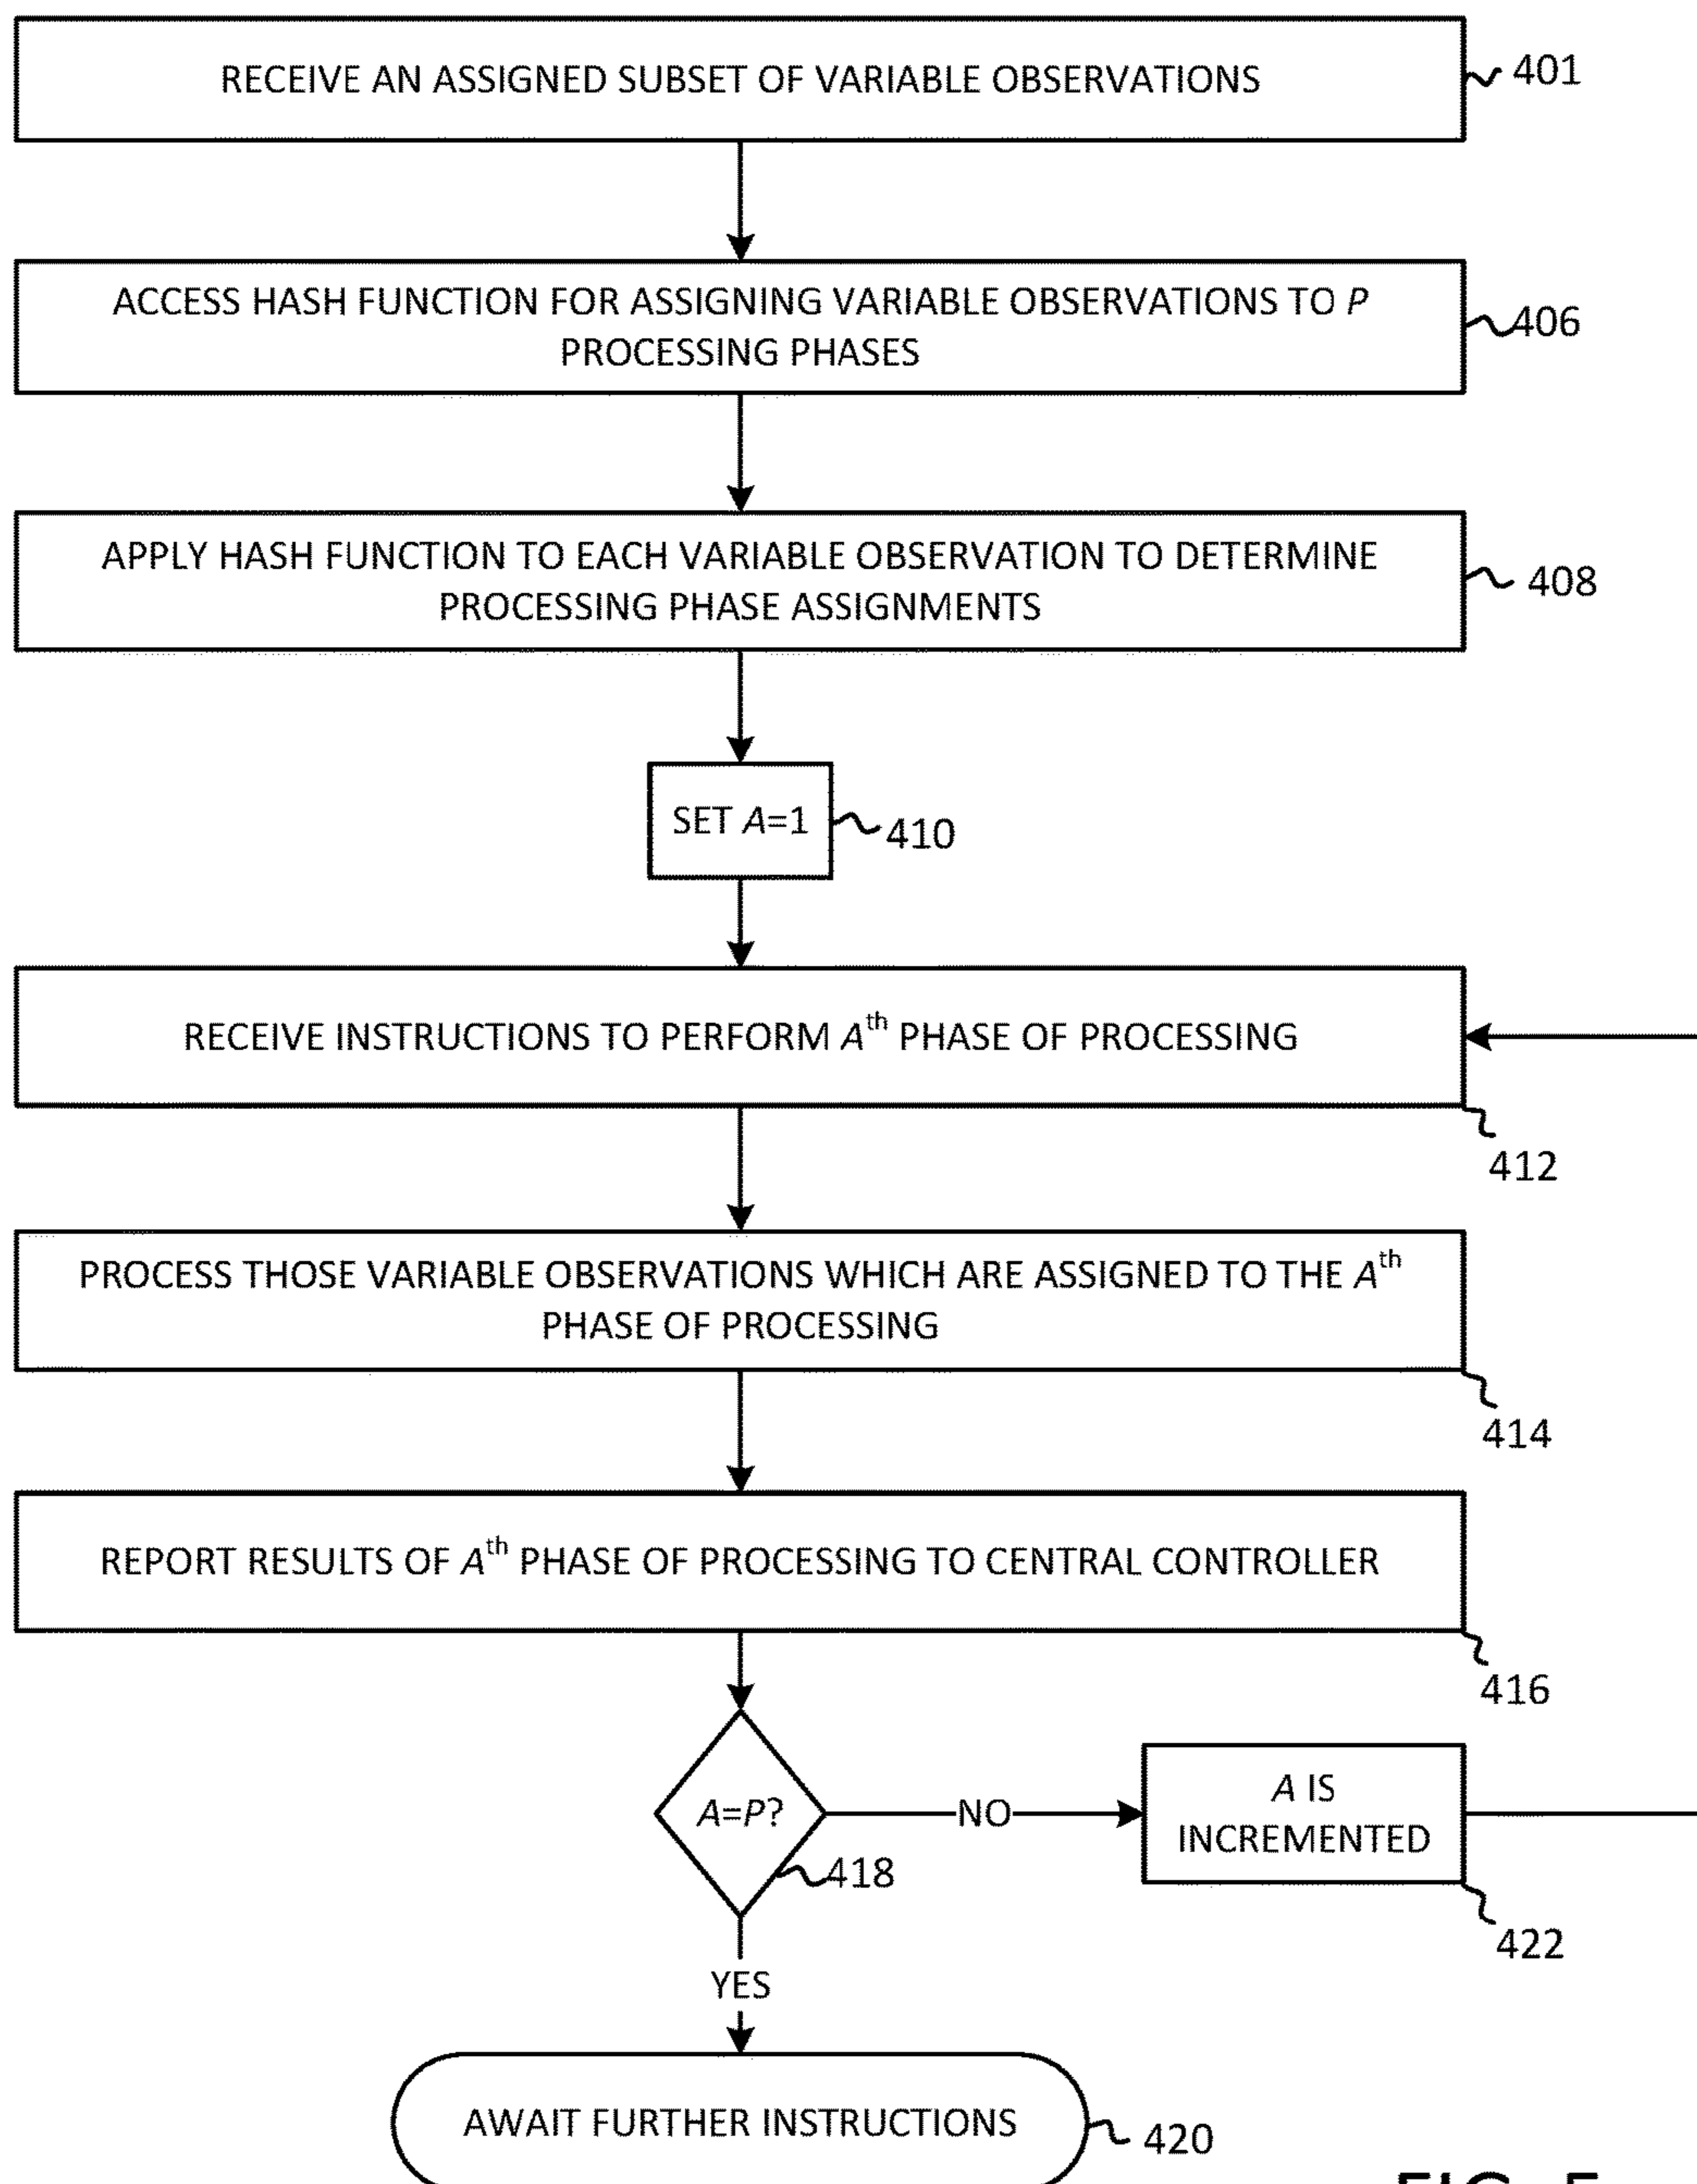 RECEIVE AN ASSIGNED SUBSET OF VARIABLE OBSERVATIONS
401
ACCESS HASH FUNCTION FOR ASSIGNING VARIABLE OBSERVATIONS TO P
PROCESSING PHASES
406
APPLY HASH FUNCTION TO EACH VARIABLE OBSERVATION TO DETERMINE
PROCESSING PHASE ASSIGNMENTS
408
SET A=1
410
RECEIVE INSTRUCTIONS TO PERFORM Ath PHASE OF PROCESSING
412
PROCESS THOSE VARIABLE OBSERVATIONS WHICH ARE ASSIGNED TO THE Ath
PHASE OF PROCESSING
414
REPORT RESULTS OF Ath PHASE OF PROCESSING TO CENTRAL CONTROLLER
416
A=P?
418
NO
A IS
INCREMENTED
422
YES
AWAIT FURTHER INSTRUCTIONS
420